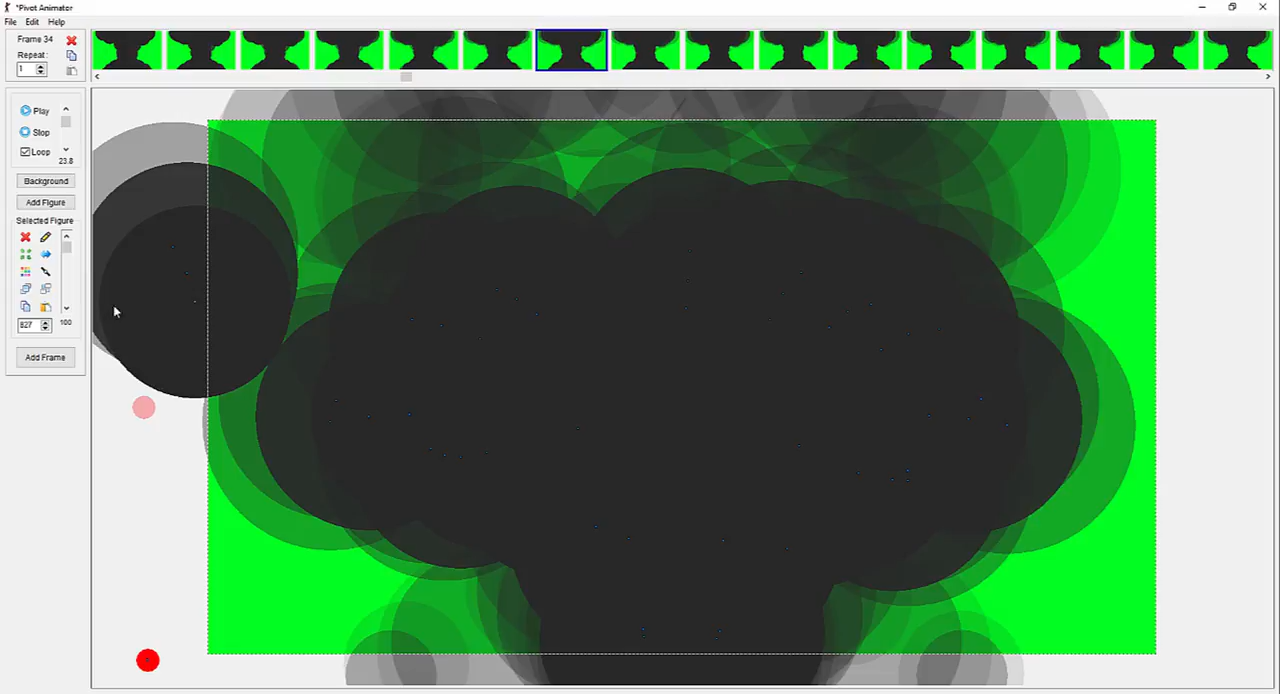 *Pivot Animator
File Edit Help
Frame 34
Repeat:
1
Play
Stop
Loop
23.8
Background
Add Figure
Selected Figure
827
100
Add Frame